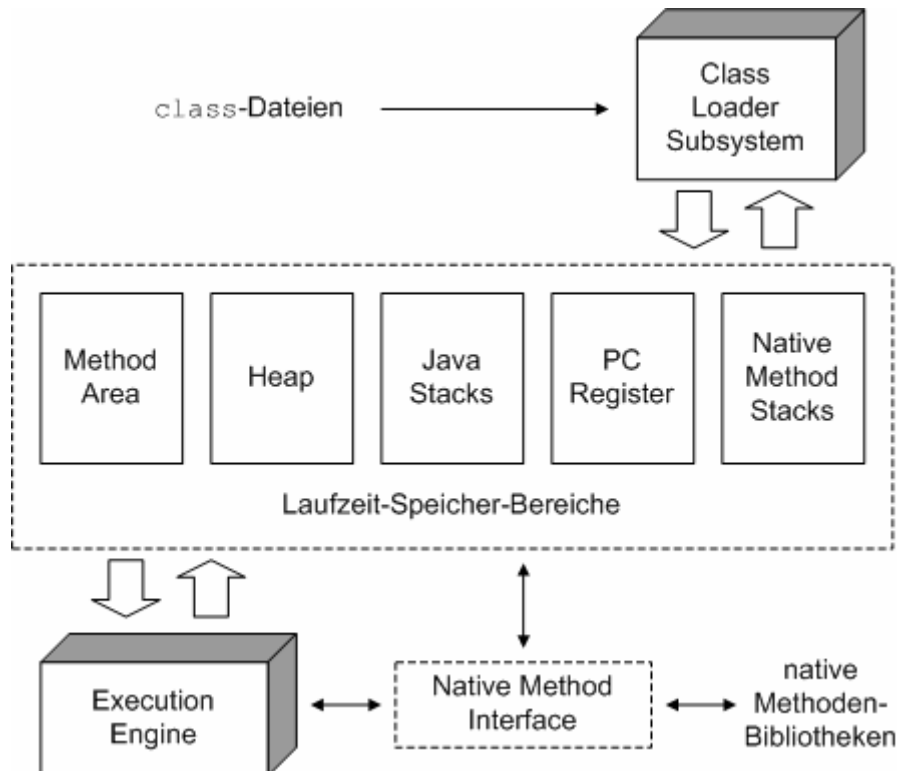 Class
Loader
Subsystem
class-Dateien
Method
Area
Heap
Java
Stacks
PC
Register
Native
Method
Stacks
Laufzeit-Speicher-Bereiche
Execution
Engine
Native Method
Interface
native
Methoden-
Bibliotheken